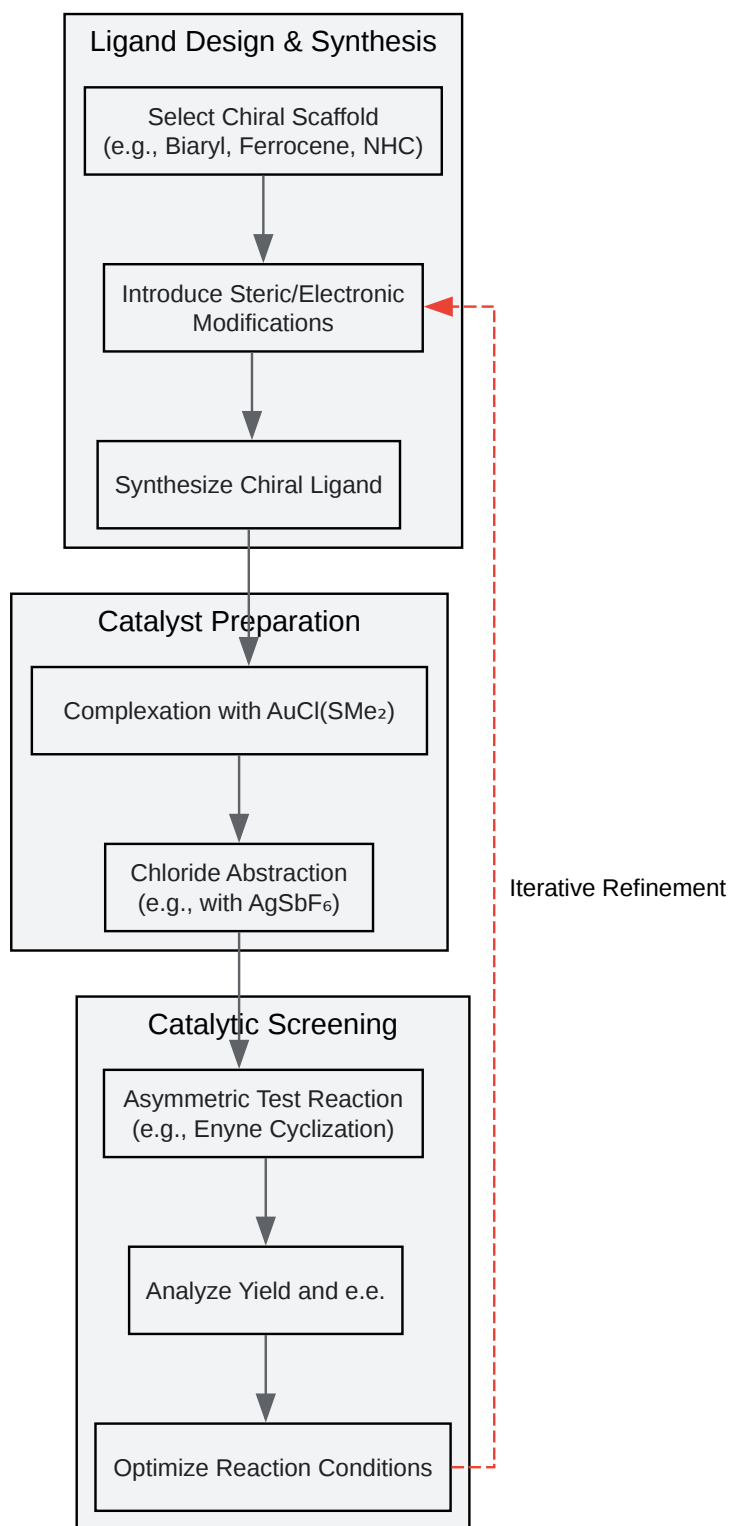 Ligand Design & Synthesis
Select Chiral Scaffold
(e.g., Biaryl, Ferrocene, NHC)
Introduce Steric/Electronic
Modifications
Synthesize Chiral Ligand
Catalyst Preparation
Complexation with AuCl(SMe₂)
Chloride Abstraction
(e.g., with AgSbF₆)
Iterative Refinement
Catalytic Screening
Asymmetric Test Reaction
(e.g., Enyne Cyclization)
Analyze Yield and e.e.
Optimize Reaction Conditions